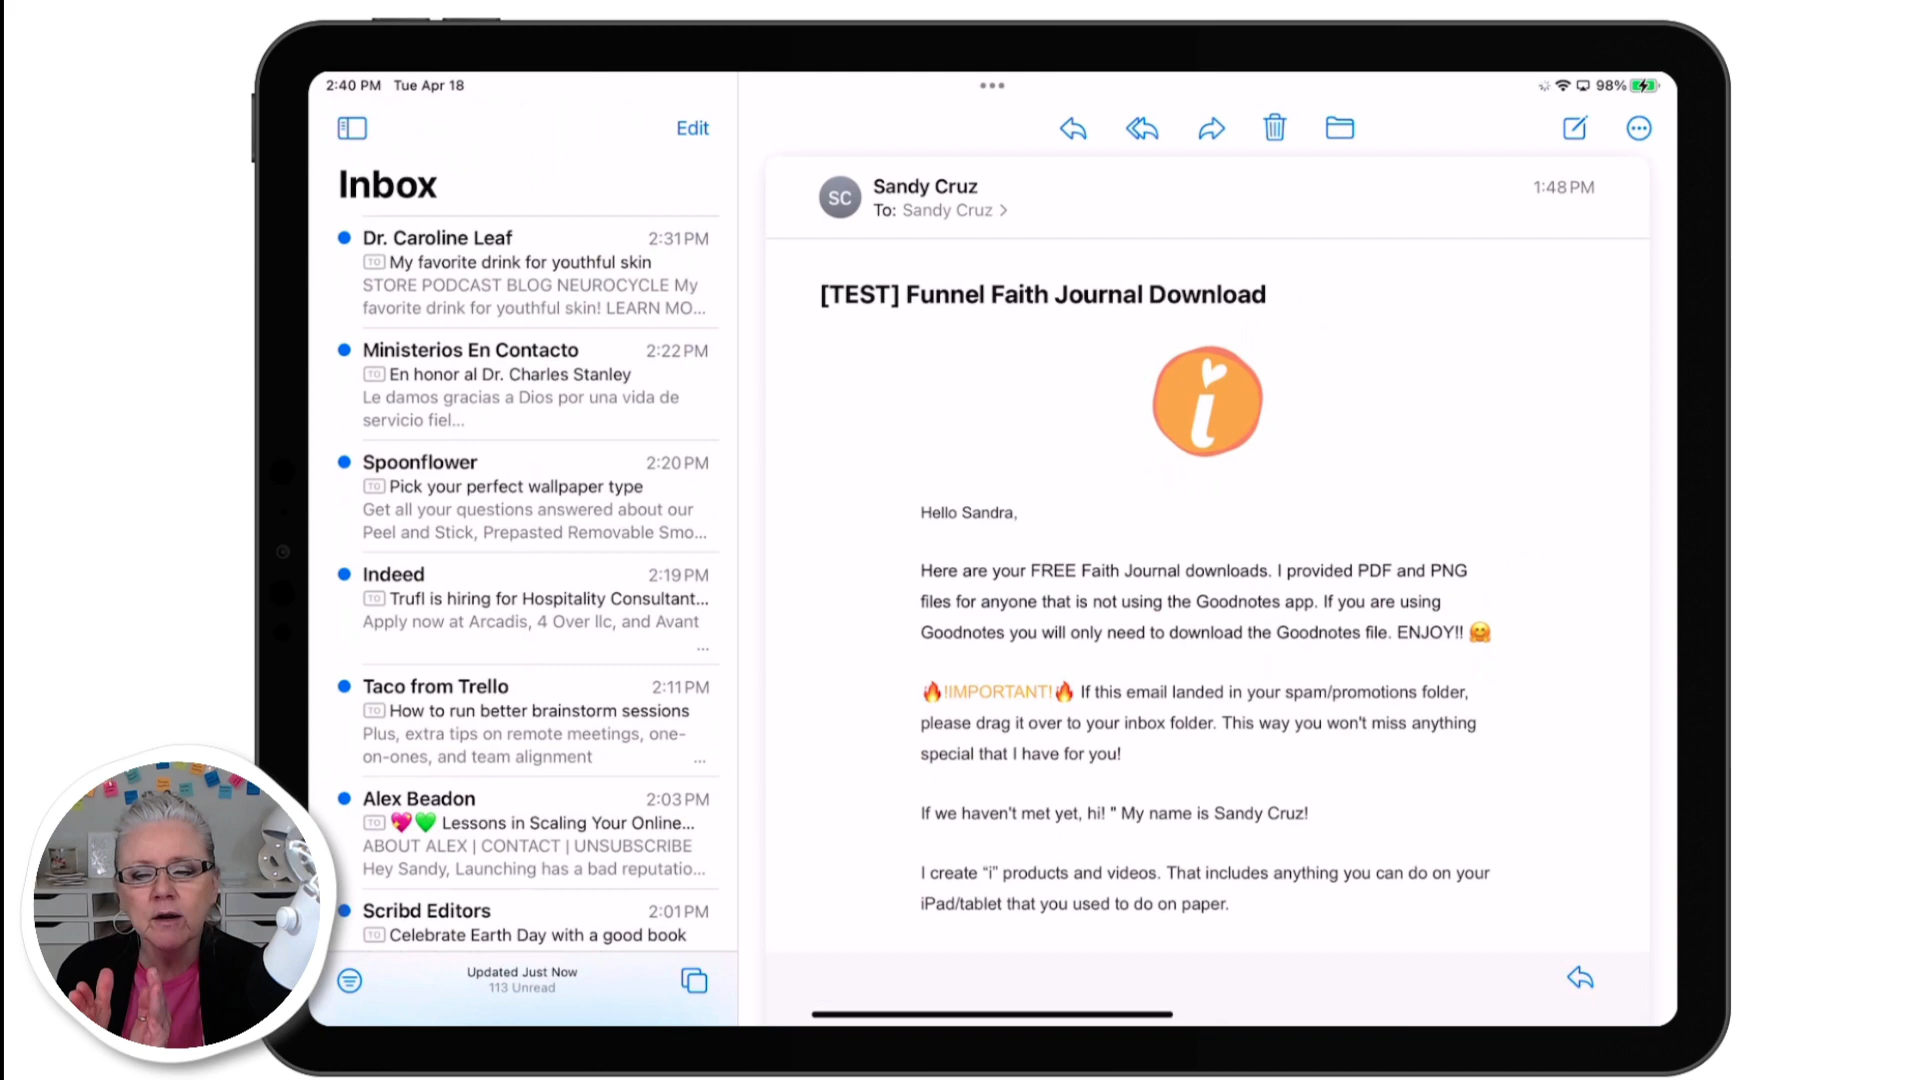 2:40 PM Tue Apr 18
98%
Edit
Inbox
Dr. Caroline Leaf 2:31 PM
TO My favorite drink for youthful skin
STORE PODCAST BLOG NEUROCYCLE My
favorite drink for youthful skin! LEARN MO...
Ministerios En Contacto 2:22 PM
TO En honor al Dr. Charles Stanley
Le damos gracias a Dios por una vida de
servicio fiel...
Spoonflower 2:20 PM
TO Pick your perfect wallpaper type
Get all your questions answered about our
Peel and Stick, Prepasted Removable Smo...
Indeed 2:19 PM
TO Trufl is hiring for Hospitality Consultant...
Apply now at Arcadis, 4 Over llc, and Avant
...
Taco from Trello 2:11 PM
TO How to run better brainstorm sessions
Plus, extra tips on remote meetings, one-
on-ones, and team alignment ...
Alex Beadon 2:03 PM
TO 💖💚 Lessons in Scaling Your Online...
ABOUT ALEX | CONTACT | UNSUBSCRIBE
Hey Sandy, Launching has a bad reputatio...
Scribd Editors 2:01 PM
TO Celebrate Earth Day with a good book
Updated Just Now
113 Unread
SC
Sandy Cruz 1:48 PM
To: Sandy Cruz >
[TEST] Funnel Faith Journal Download
i
Hello Sandra,
Here are your FREE Faith Journal downloads. I provided PDF and PNG
files for anyone that is not using the Goodnotes app. If you are using
Goodnotes you will only need to download the Goodnotes file. ENJOY!! 🤗
🔥!IMPORTANT!🔥 If this email landed in your spam/promotions folder,
please drag it over to your inbox folder. This way you won't miss anything
special that I have for you!
If we haven't met yet, hi! " My name is Sandy Cruz!
I create “i” products and videos. That includes anything you can do on your
iPad/tablet that you used to do on paper.